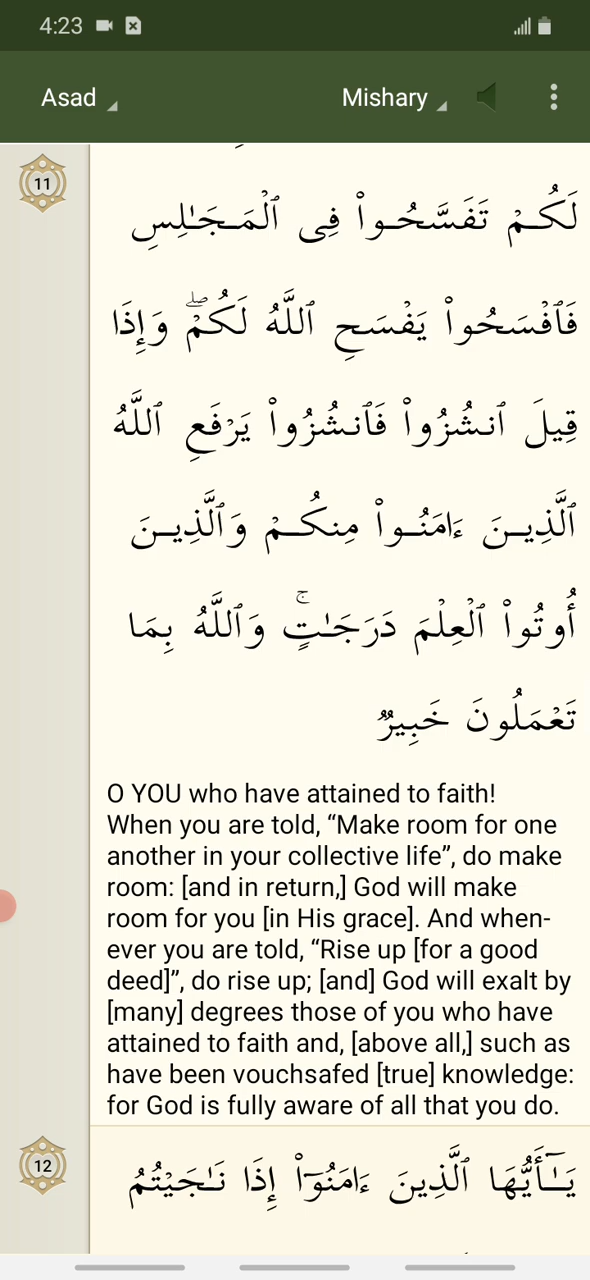 4:23
Asad
Mishary
11
لَكُمْ تَفَسَّحُوا۟ فِى ٱلْمَجَـٰلِسِ
فَٱفْسَحُوا۟ يَفْسَحِ ٱللَّهُ لَكُمْ ۖ وَإِذَا
قِيلَ ٱنشُزُوا۟ فَٱنشُزُوا۟ يَرْفَعِ ٱللَّهُ
ٱلَّذِينَ ءَامَنُوا۟ مِنكُمْ وَٱلَّذِينَ
أُوتُوا۟ ٱلْعِلْمَ دَرَجَـٰتٍ ۚ وَٱللَّهُ بِمَا
تَعْمَلُونَ خَبِيرٌ
O YOU who have attained to faith!
When you are told, “Make room for one
another in your collective life”, do make
room: [and in return,] God will make
room for you [in His grace]. And when-
ever you are told, “Rise up [for a good
deed]”, do rise up; [and] God will exalt by
[many] degrees those of you who have
attained to faith and, [above all,] such as
have been vouchsafed [true] knowledge:
for God is fully aware of all that you do.
12
يَـٰٓأَيُّهَا ٱلَّذِينَ ءَامَنُوٓا۟ إِذَا نَـٰجَيْتُمُ